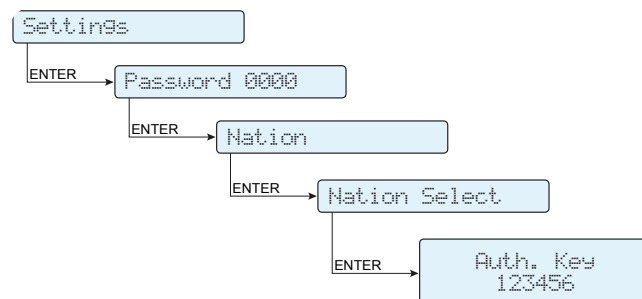 Settings
ENTER
Password 0000
ENTER
Nation
ENTER
Nation Select
ENTER
Auth. Key
123456